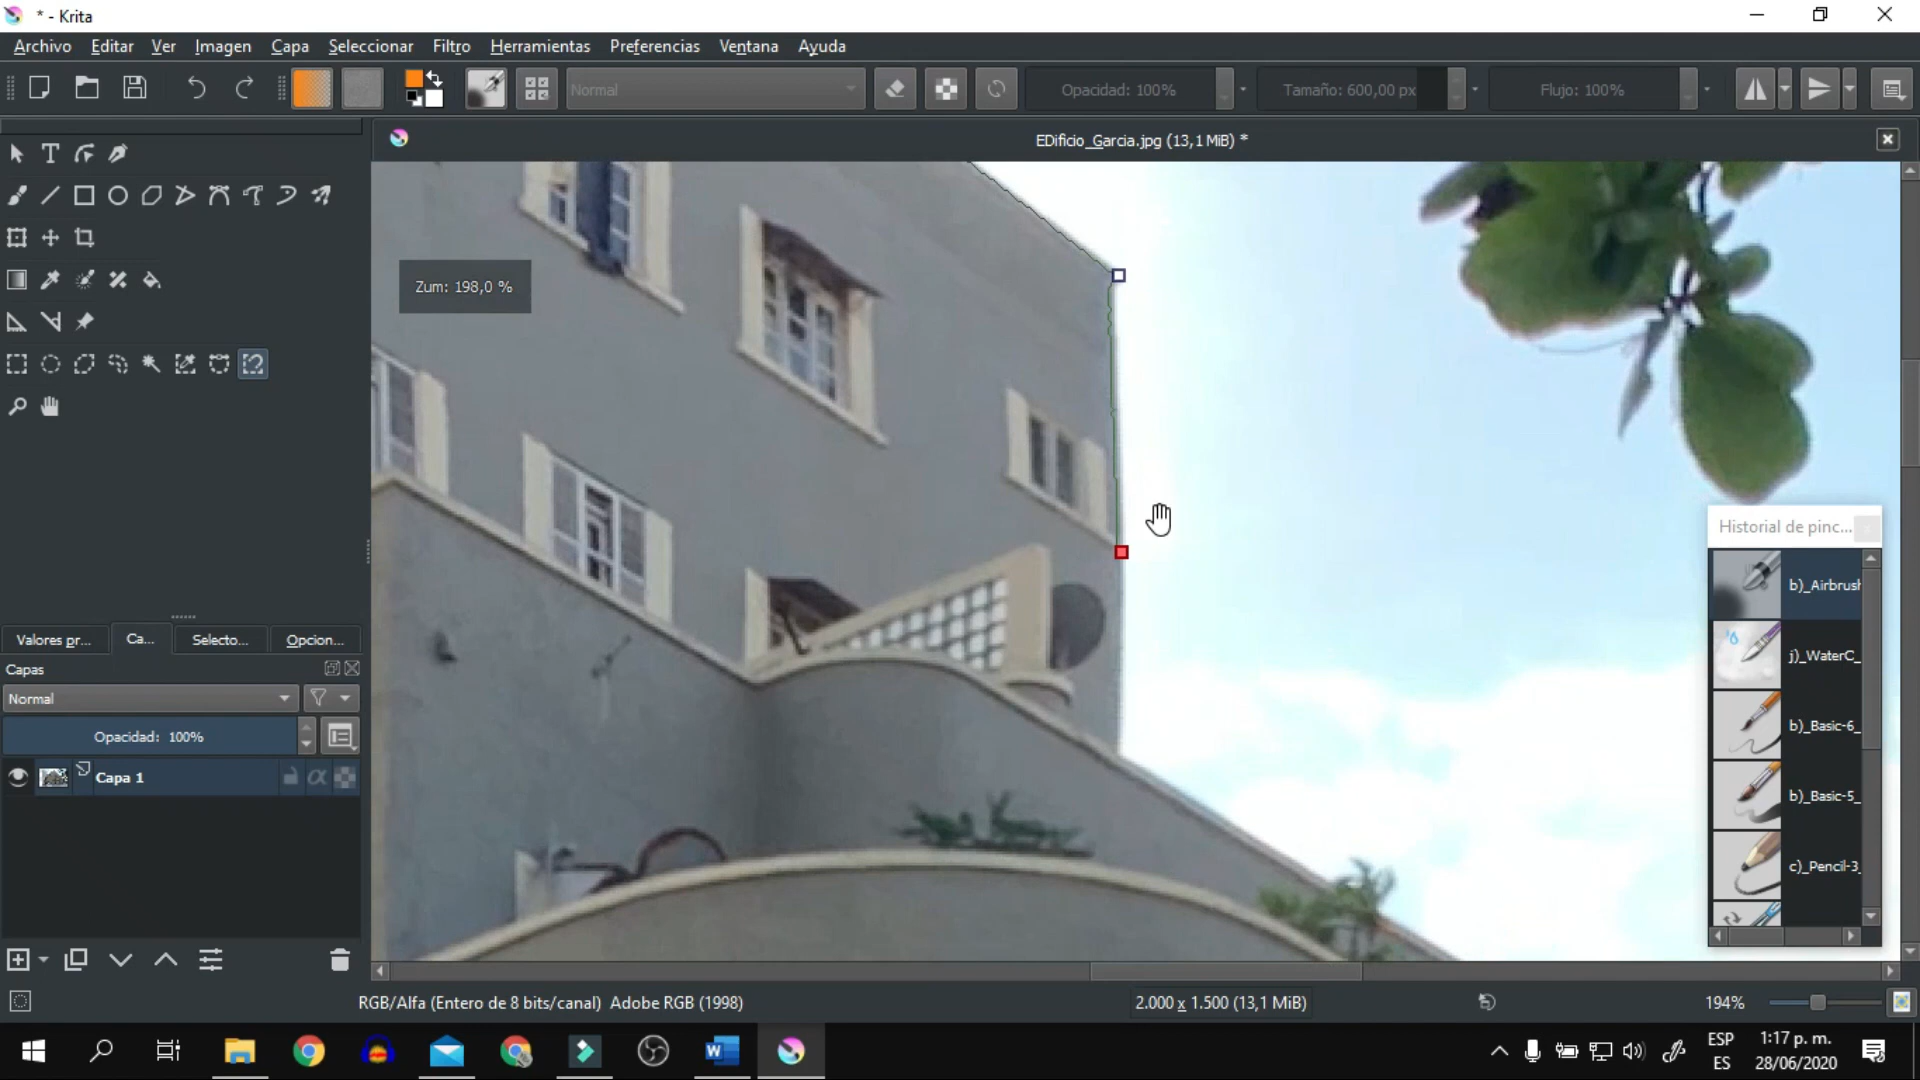 * - Krita
Archivo Editar Ver Imagen Capa Seleccionar Filtro Herramientas Preferencias Ventana Ayuda
Normal Opacidad: 100% Tamaño: 600,00 px Flujo: 100%
EDificio_Garcia.jpg (13,1 MiB) *
Zum: 198,0 %
Historial de pinc...
b)_Airbrush
j)_WaterC_
b)_Basic-6_
b)_Basic-5_
c)_Pencil-3_
Valores pr... Ca... Selecto... Opcion...
Capas
Normal
Opacidad: 100%
Capa 1
RGB/Alfa (Entero de 8 bits/canal) Adobe RGB (1998) 2.000 x 1.500 (13,1 MiB) 194%
ESP 1:17 p. m.
ES 28/06/2020